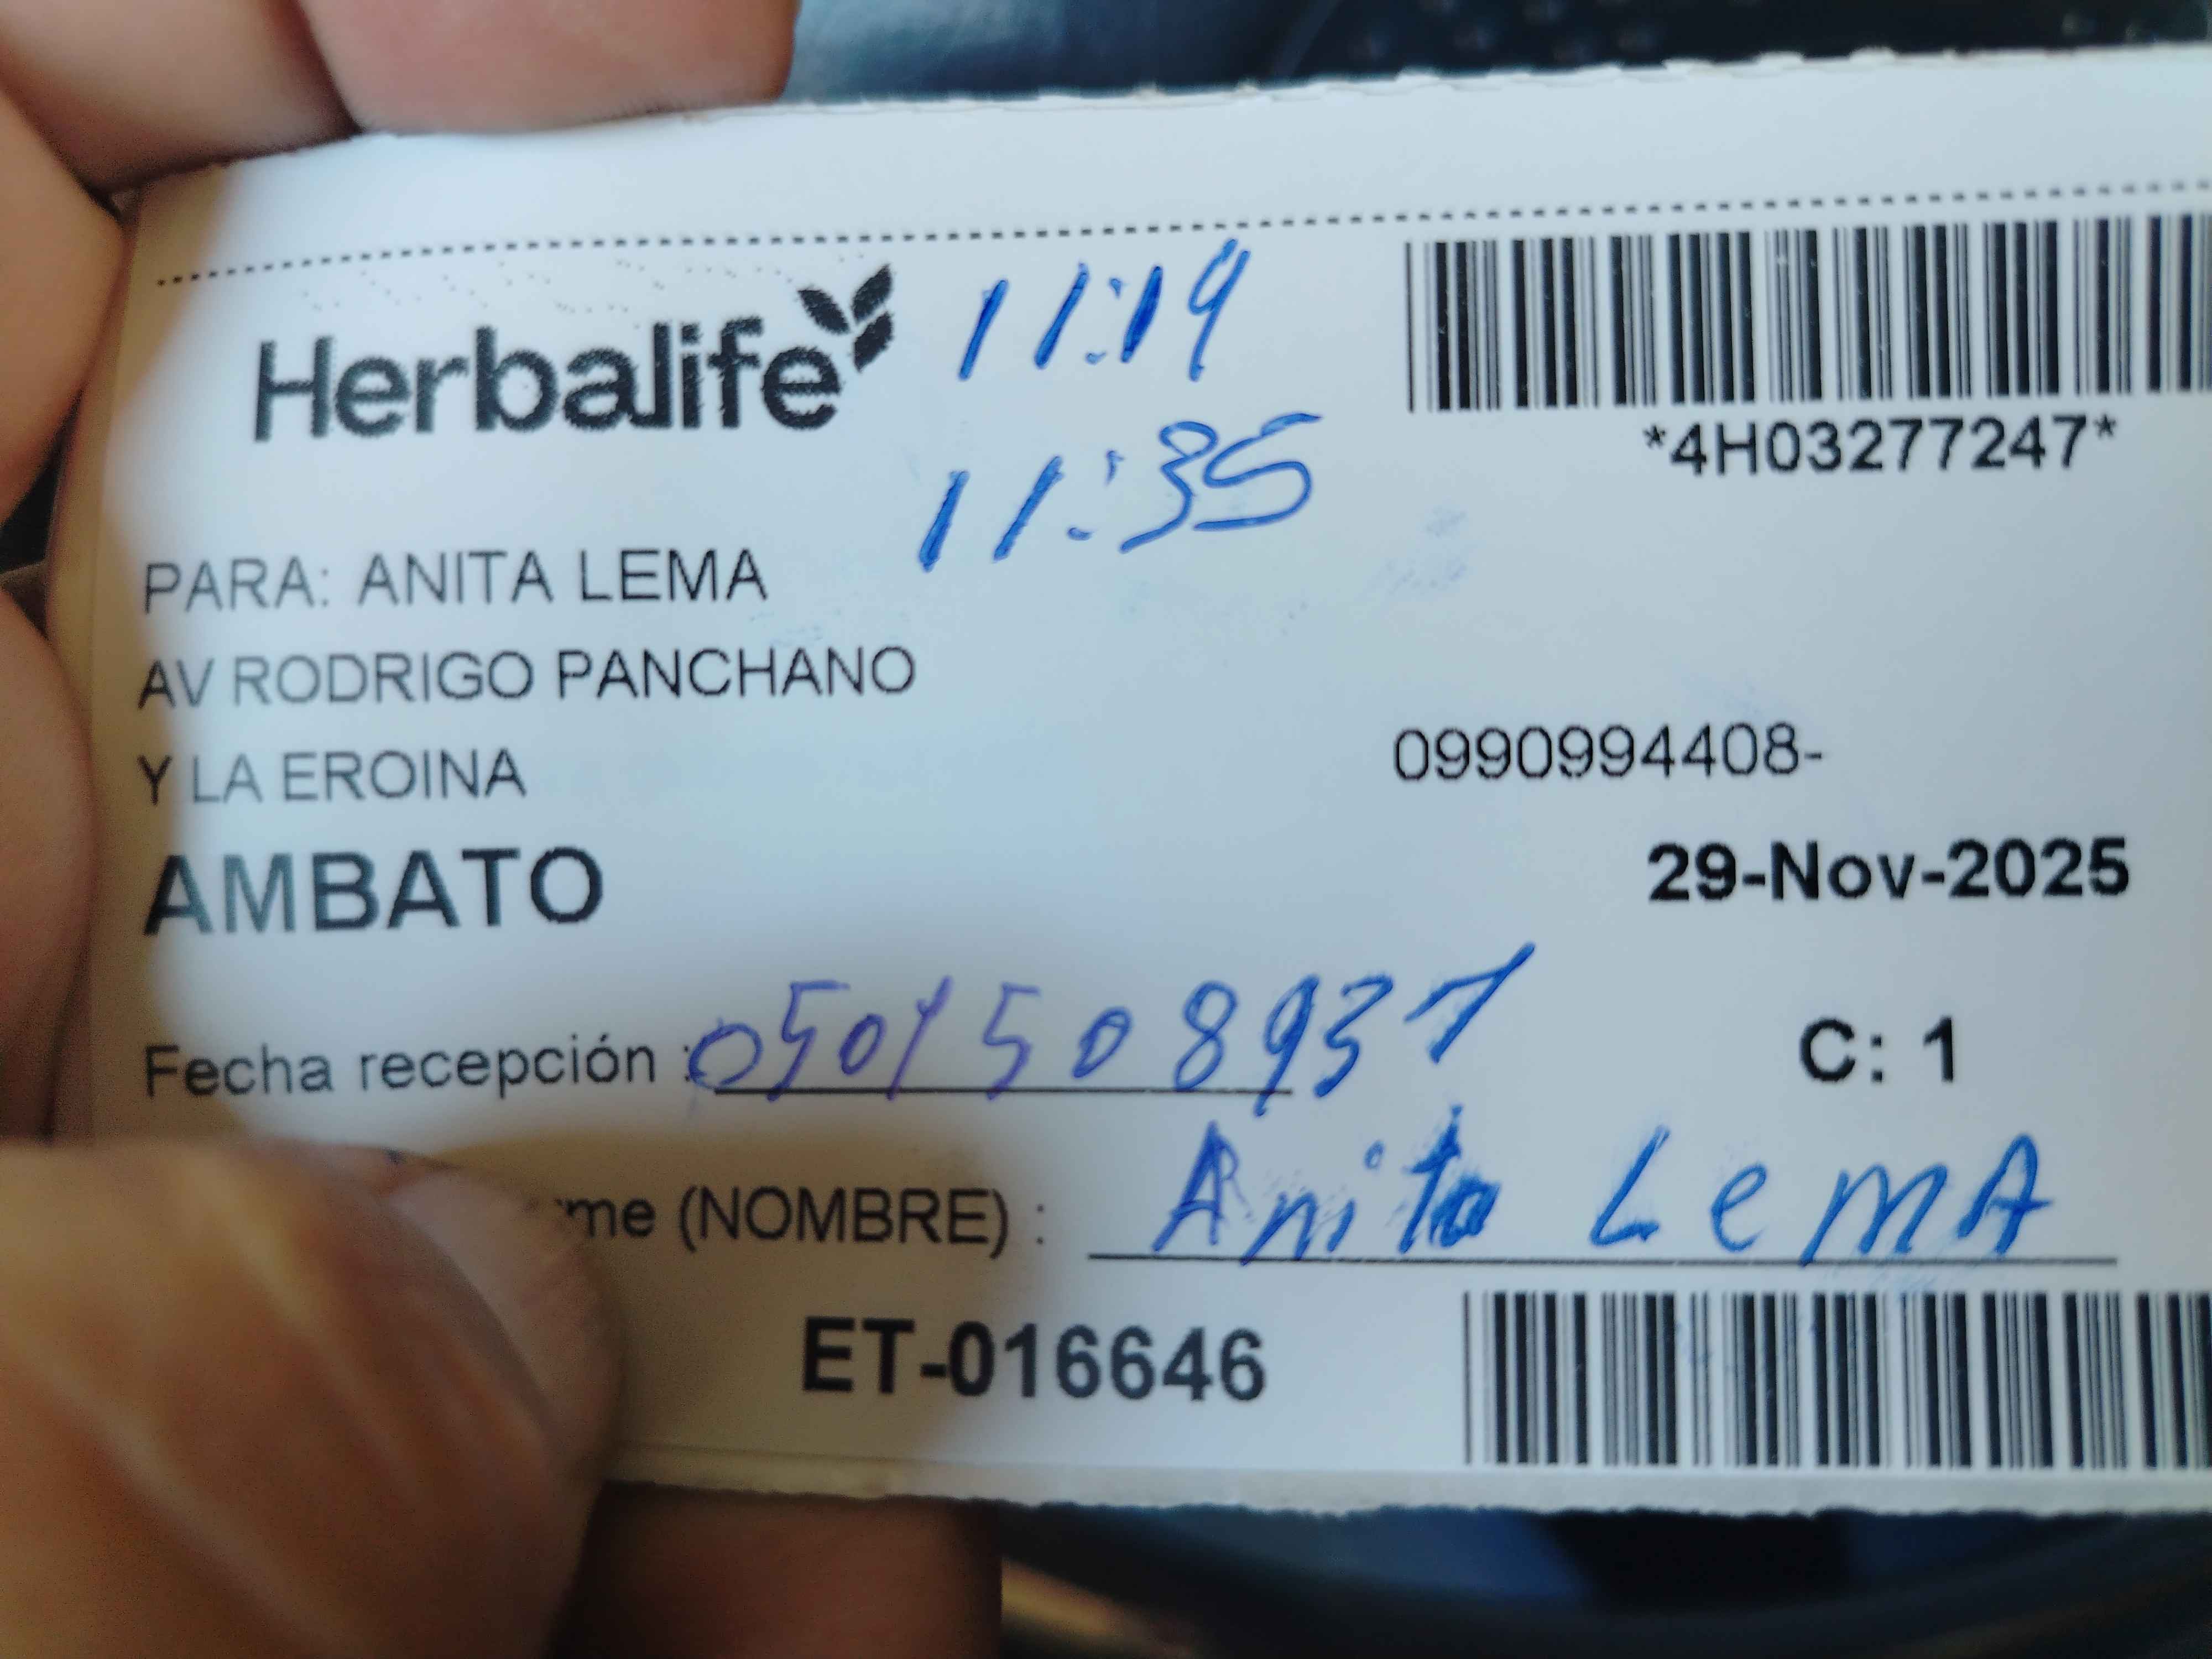 Herbalife 11:19
11:35
*4H03277247*
PARA: ANITA LEMA
AV RODRIGO PANCHANO
Y LA EROINA
0990994408-
AMBATO
29-Nov-2025
Fecha recepción : 0501508937
C: 1
me (NOMBRE) : Anita LemA
ET-016646